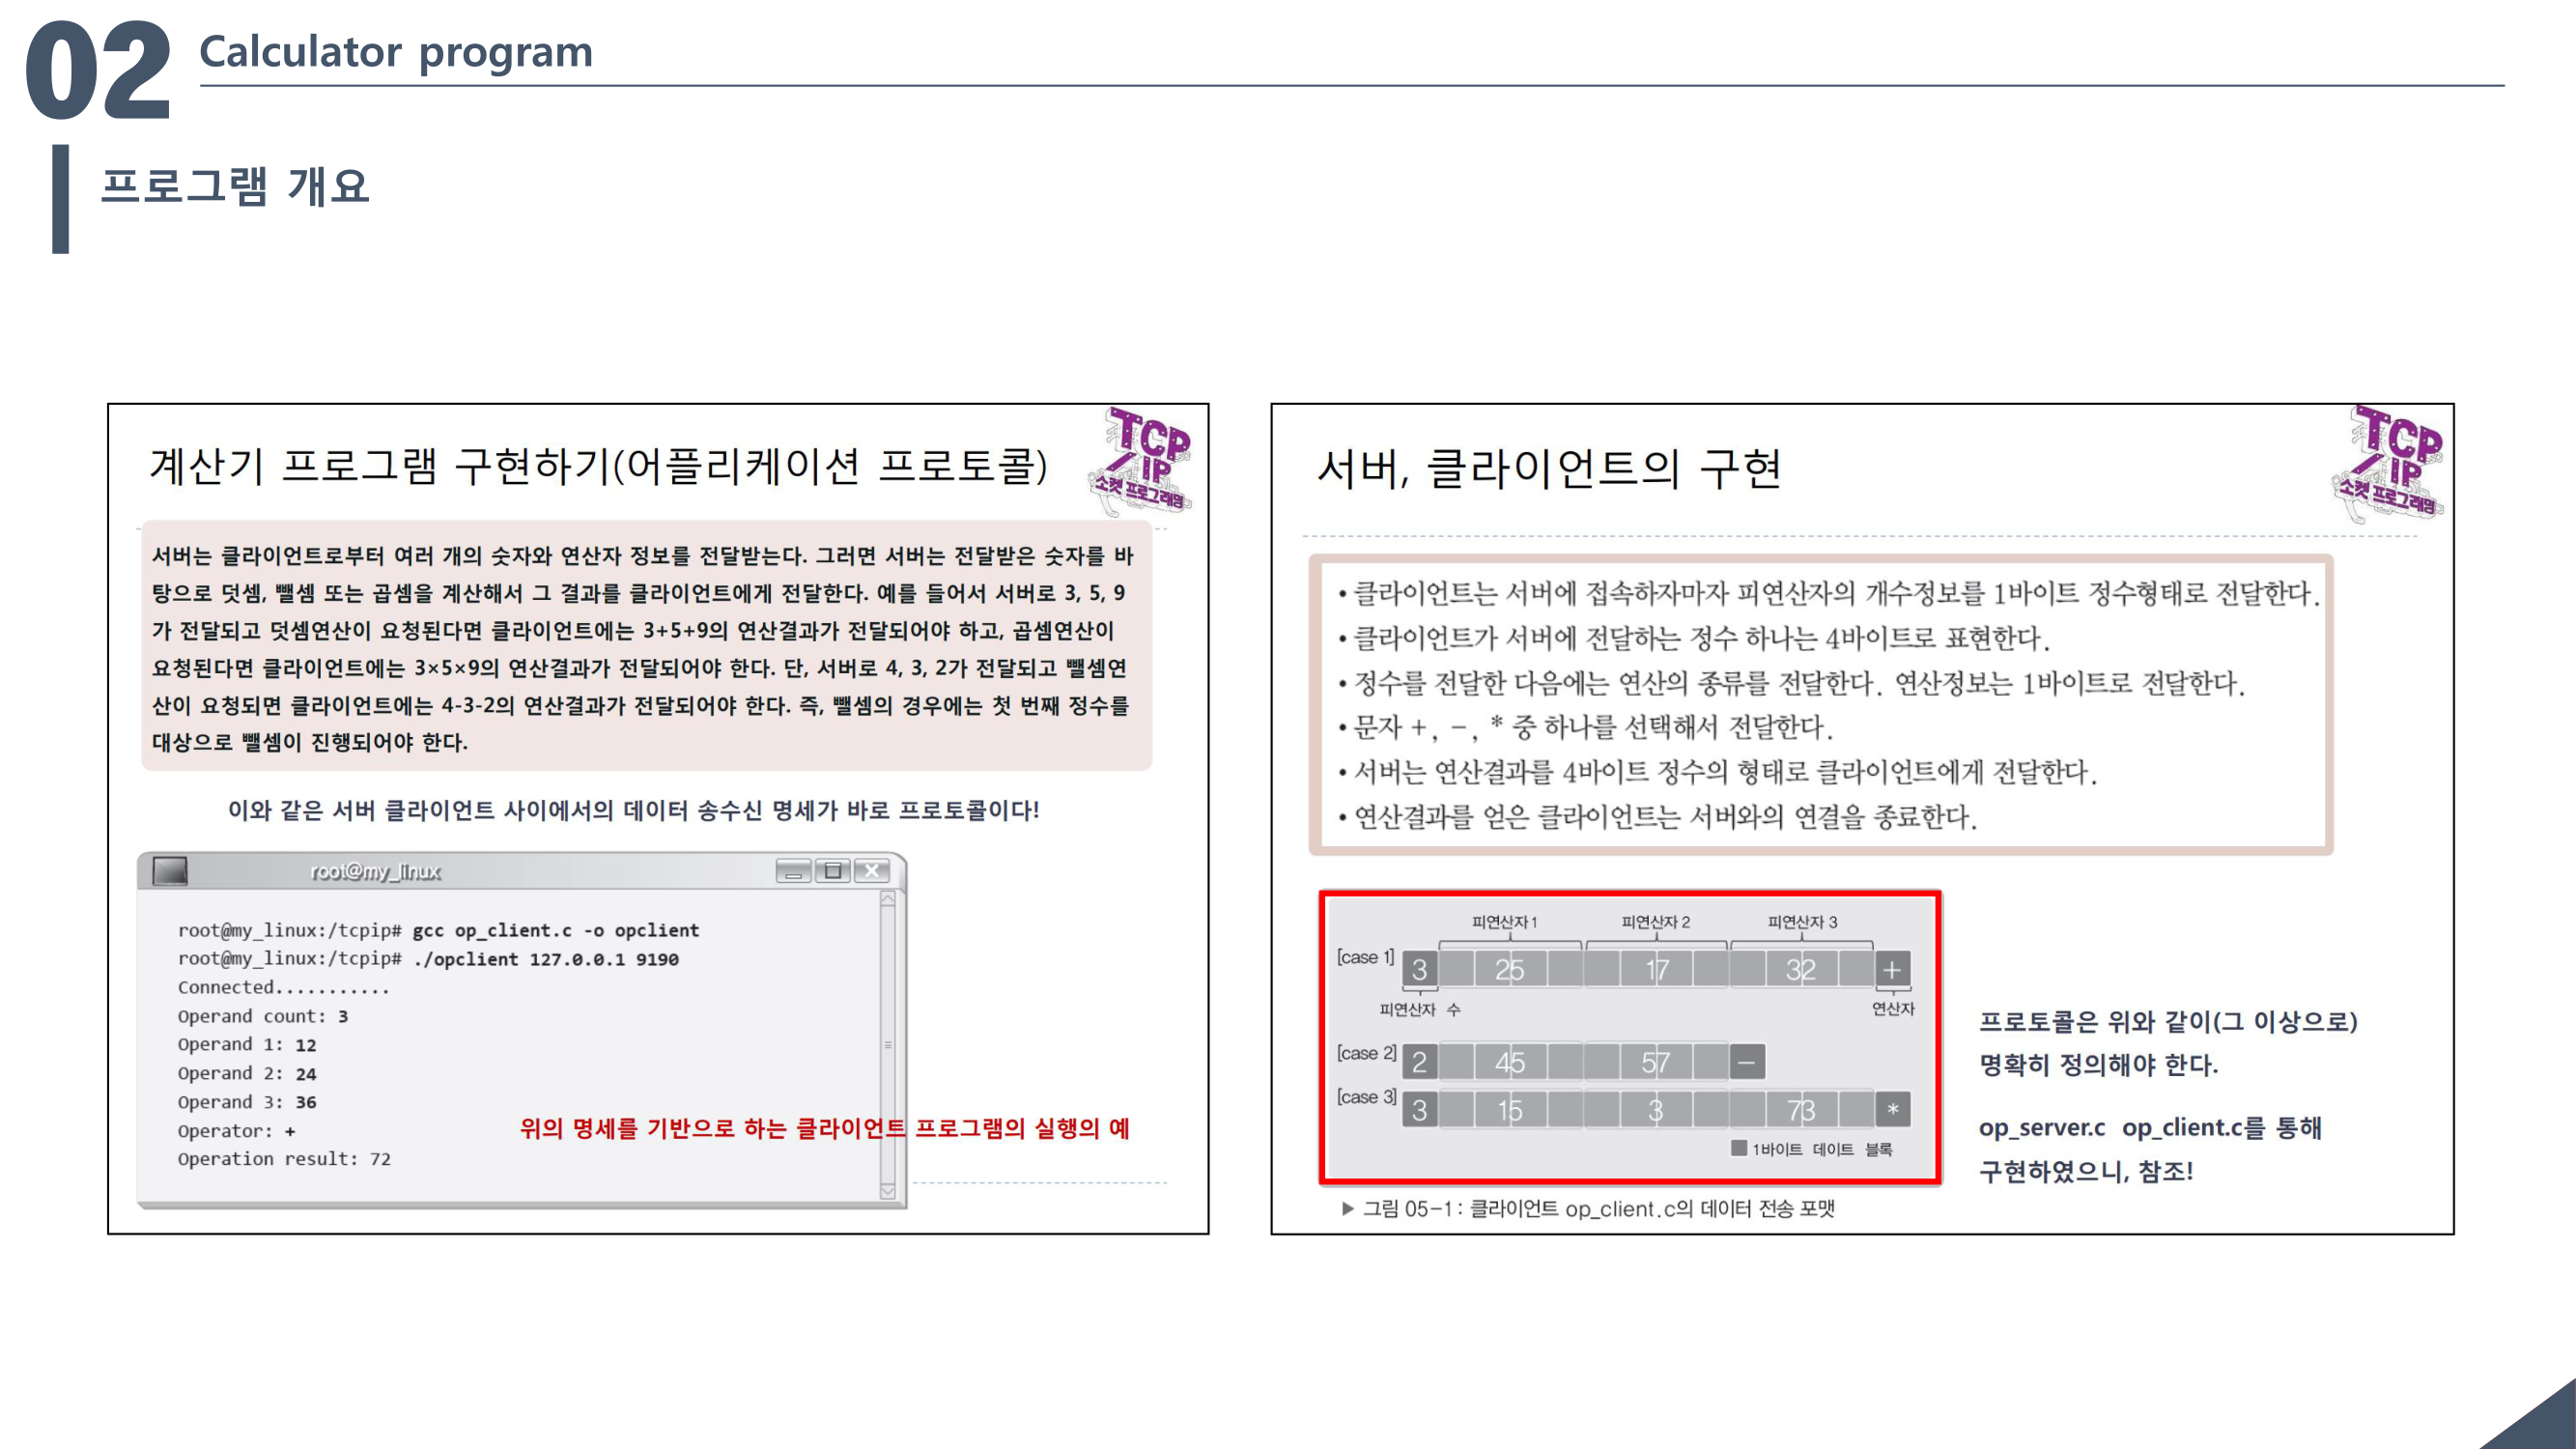 02 Calculator program
프로그램 개요
계산기 프로그램 구현하기(어플리케이션 프로토콜)
TCP
/IP
소켓 프로그래밍
서버는 클라이언트로부터 여러 개의 숫자와 연산자 정보를 전달받는다. 그러면 서버는 전달받은 숫자를 바
탕으로 덧셈, 뺄셈 또는 곱셈을 계산해서 그 결과를 클라이언트에게 전달한다. 예를 들어서 서버로 3, 5, 9
가 전달되고 덧셈연산이 요청된다면 클라이언트에는 3+5+9의 연산결과가 전달되어야 하고, 곱셈연산이
요청된다면 클라이언트에는 3×5×9의 연산결과가 전달되어야 한다. 단, 서버로 4, 3, 2가 전달되고 뺄셈연
산이 요청되면 클라이언트에는 4-3-2의 연산결과가 전달되어야 한다. 즉, 뺄셈의 경우에는 첫 번째 정수를
대상으로 뺄셈이 진행되어야 한다.
이와 같은 서버 클라이언트 사이에서의 데이터 송수신 명세가 바로 프로토콜이다!
root@my_linux
root@my_linux:/tcpip# gcc op_client.c -o opclient
root@my_linux:/tcpip# ./opclient 127.0.0.1 9190
Connected...........
Operand count: 3
Operand 1: 12
Operand 2: 24
Operand 3: 36
Operator: +
Operation result: 72
위의 명세를 기반으로 하는 클라이언트 프로그램의 실행의 예
서버, 클라이언트의 구현
TCP
/IP
소켓 프로그래밍
• 클라이언트는 서버에 접속하자마자 피연산자의 개수정보를 1바이트 정수형태로 전달한다.
• 클라이언트가 서버에 전달하는 정수 하나는 4바이트로 표현한다.
• 정수를 전달한 다음에는 연산의 종류를 전달한다. 연산정보는 1바이트로 전달한다.
• 문자 +, −, * 중 하나를 선택해서 전달한다.
• 서버는 연산결과를 4바이트 정수의 형태로 클라이언트에게 전달한다.
• 연산결과를 얻은 클라이언트는 서버와의 연결을 종료한다.
피연산자 1 피연산자 2 피연산자 3
[case 1] 3 25 17 32 +
피연산자 수 연산자
[case 2] 2 45 57 −
[case 3] 3 15 3 73 *
1바이트 데이트 블록
▶ 그림 05-1: 클라이언트 op_client.c의 데이터 전송 포맷
프로토콜은 위와 같이(그 이상으로)
명확히 정의해야 한다.
op_server.c op_client.c를 통해
구현하였으니, 참조!